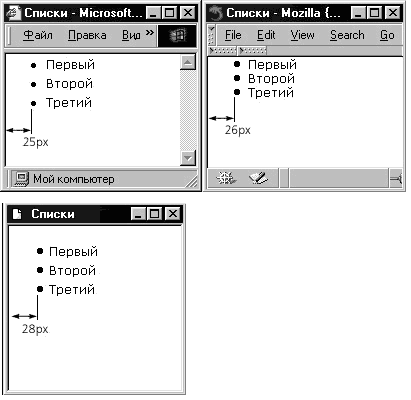 Списки - Microsoft...
Файл Правка Вид »
Первый
Второй
Третий
25px
Мой компьютер
Списки - Mozilla {...
File Edit View Search Go
Первый
Второй
Третий
26px
Списки
Первый
Второй
Третий
28px